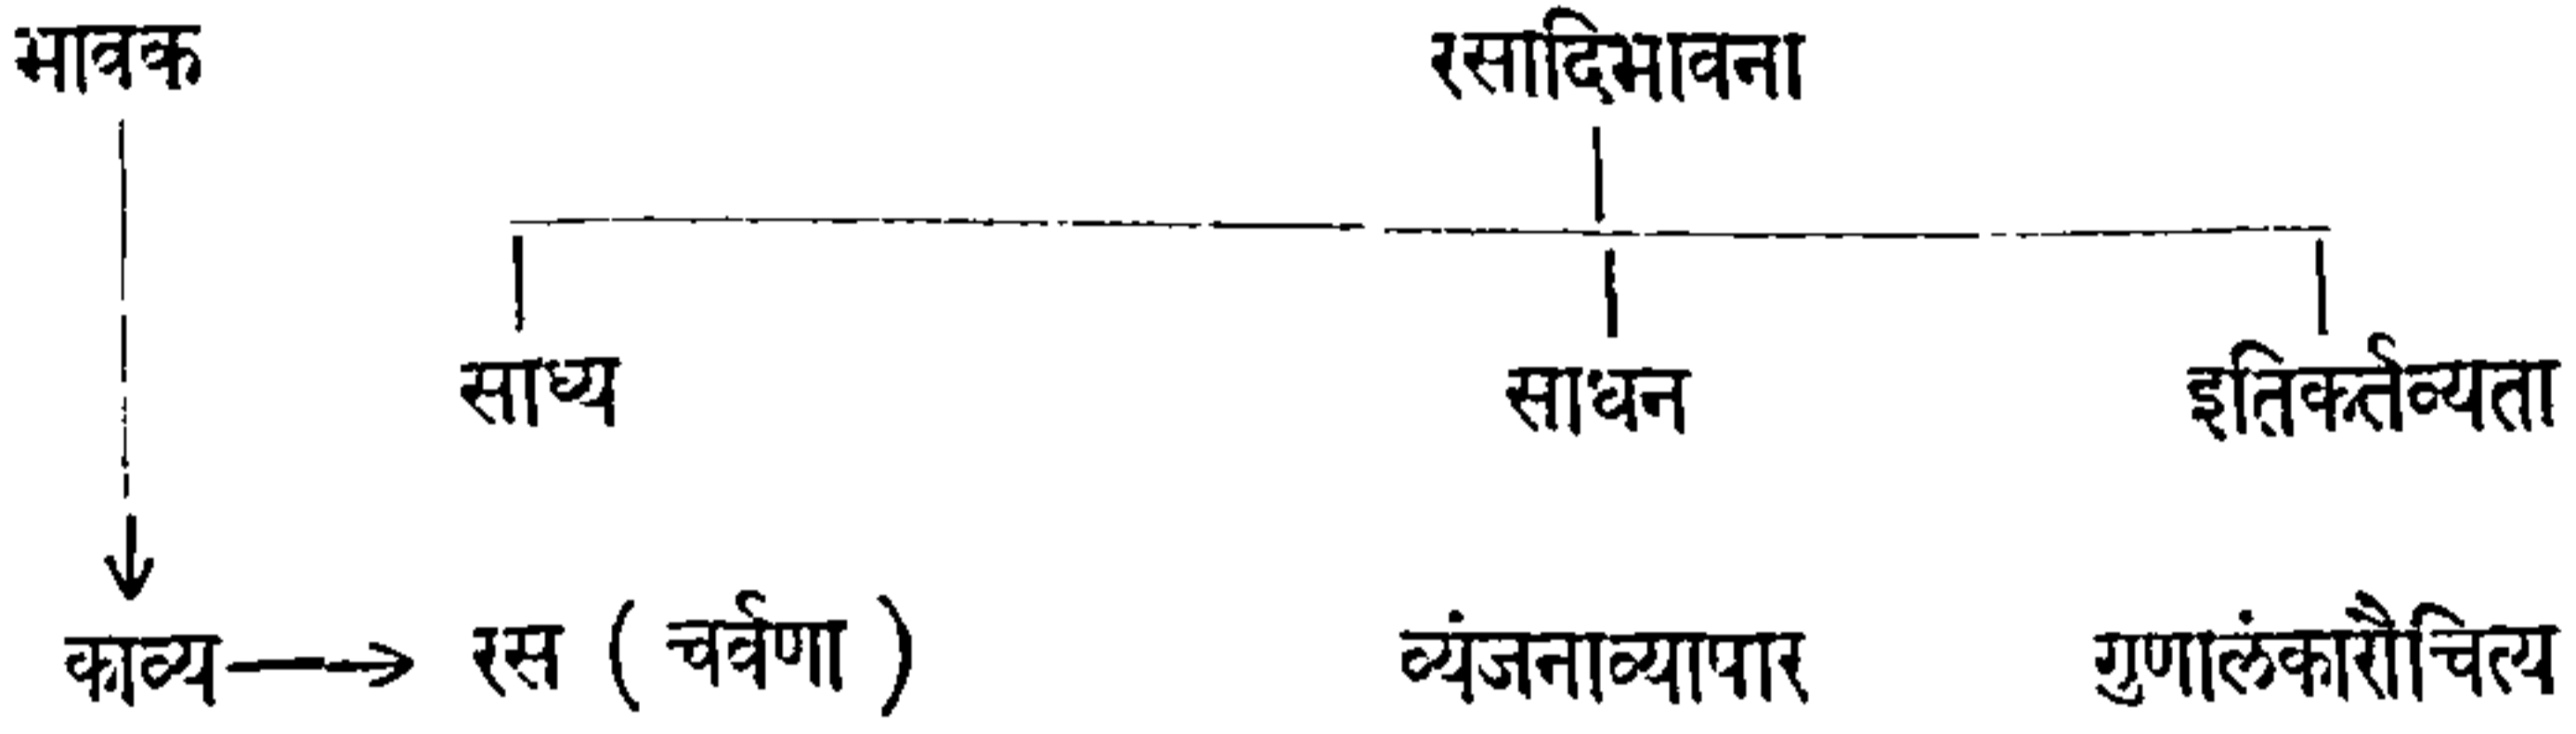 भावक रसादिभावना
साध्य साधन इतिकर्तव्यता
काव्य रस ( चर्वणा ) व्यंजनाव्यापार गुणालंकारौचित्य